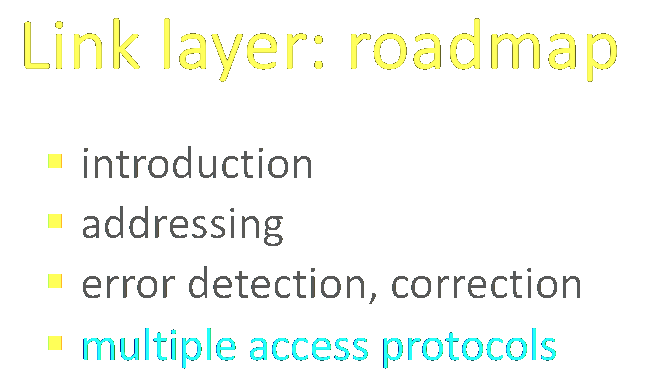 Link layer: roadmap
▪ introduction
▪ addressing
▪ error detection, correction
▪ multiple access protocols